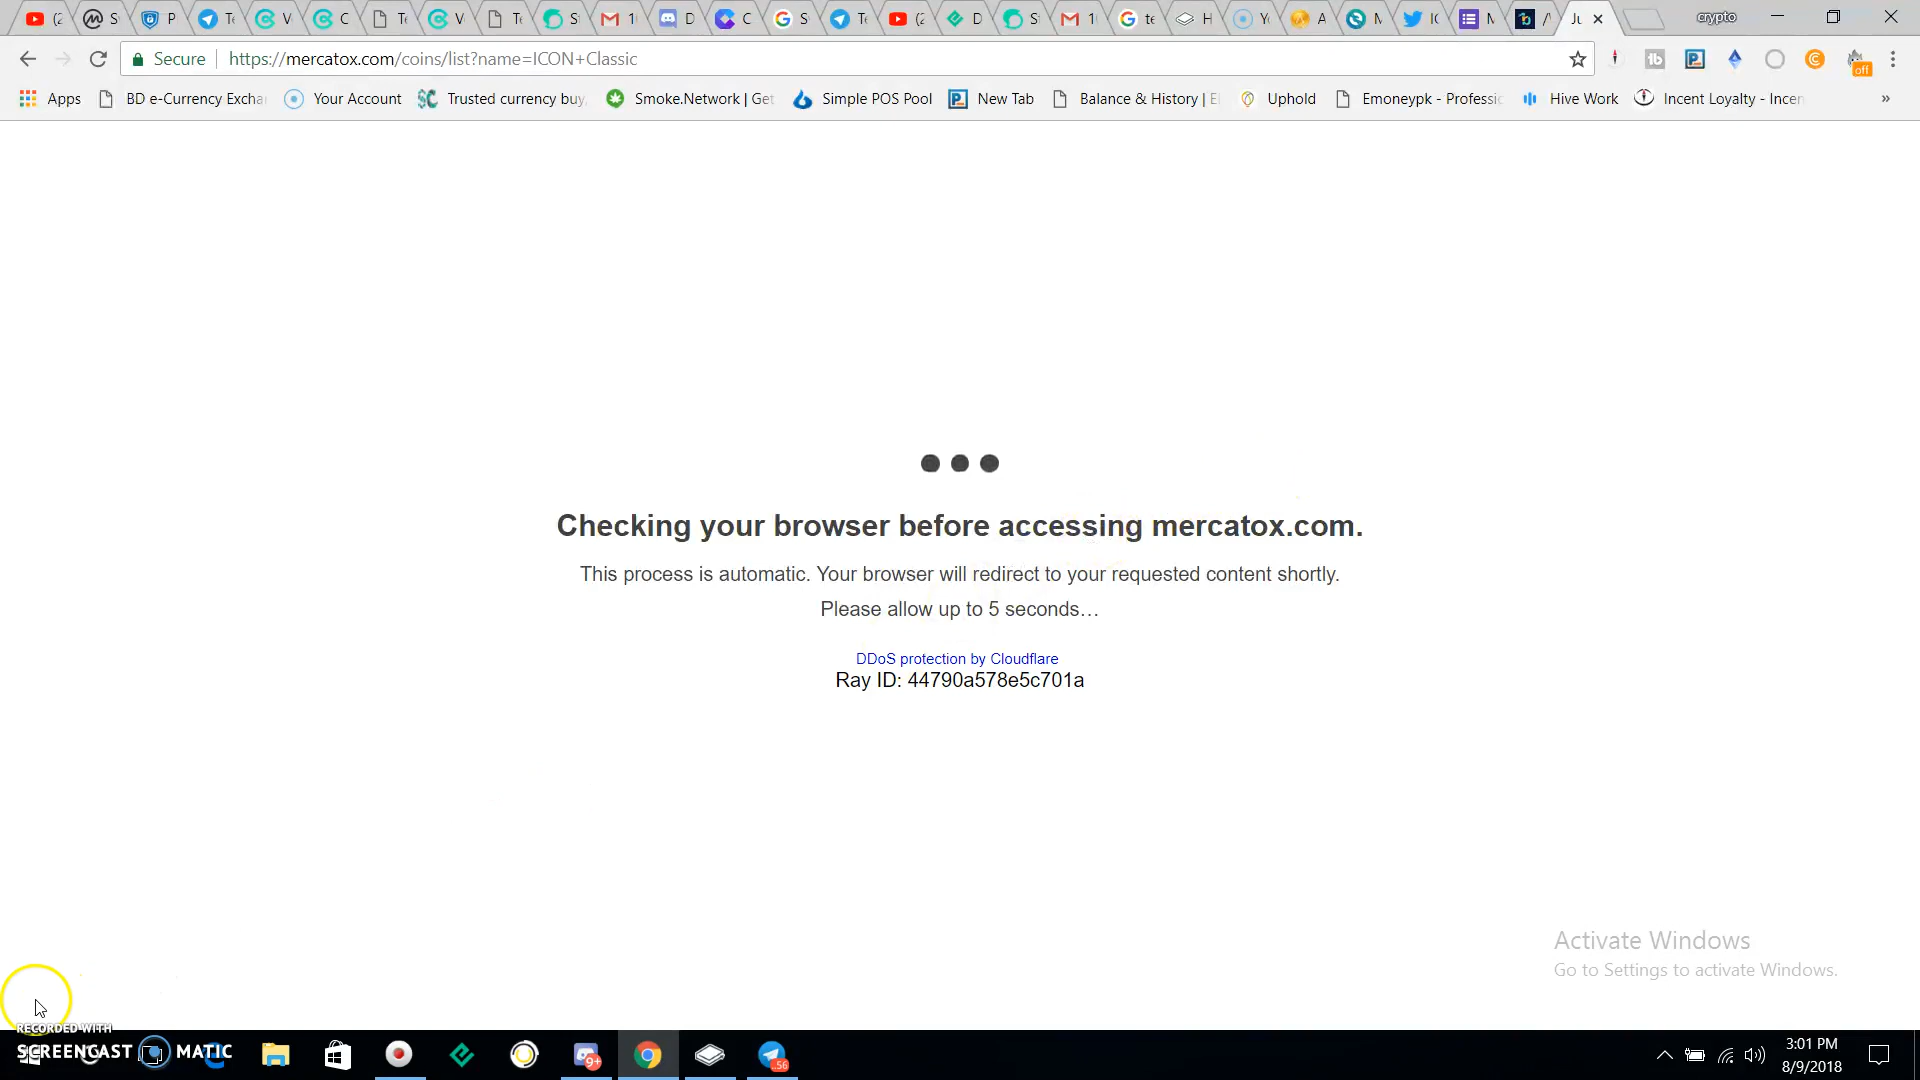 crypto
Secure https://mercatox.com/coins/list?name=ICON+Classic
Apps BD e-Currency Excha Your Account Trusted currency buy, Smoke.Network | Get Simple POS Pool New Tab Balance & History | E Uphold Emoneypk - Professic Hive Work Incent Loyalty - Incen »
Checking your browser before accessing mercatox.com.
This process is automatic. Your browser will redirect to your requested content shortly.
Please allow up to 5 seconds…
DDoS protection by Cloudflare
Ray ID: 44790a578e5c701a
Activate Windows
Go to Settings to activate Windows.
RECORDED WITH
SCREENCAST MATIC
3:01 PM
8/9/2018
off
9+
56